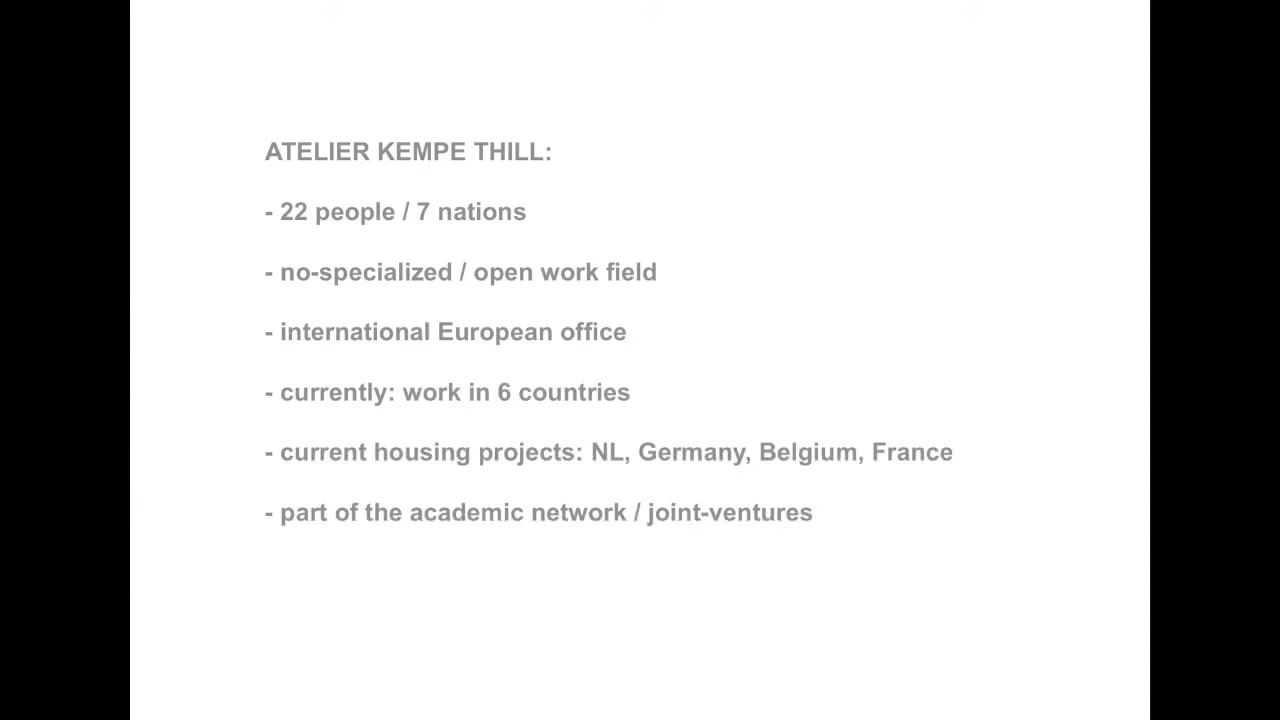 ATELIER KEMPE THILL:
- 22 people / 7 nations
- no-specialized / open work field
- international European office
- currently: work in 6 countries
- current housing projects: NL, Germany, Belgium, France
- part of the academic network / joint-ventures